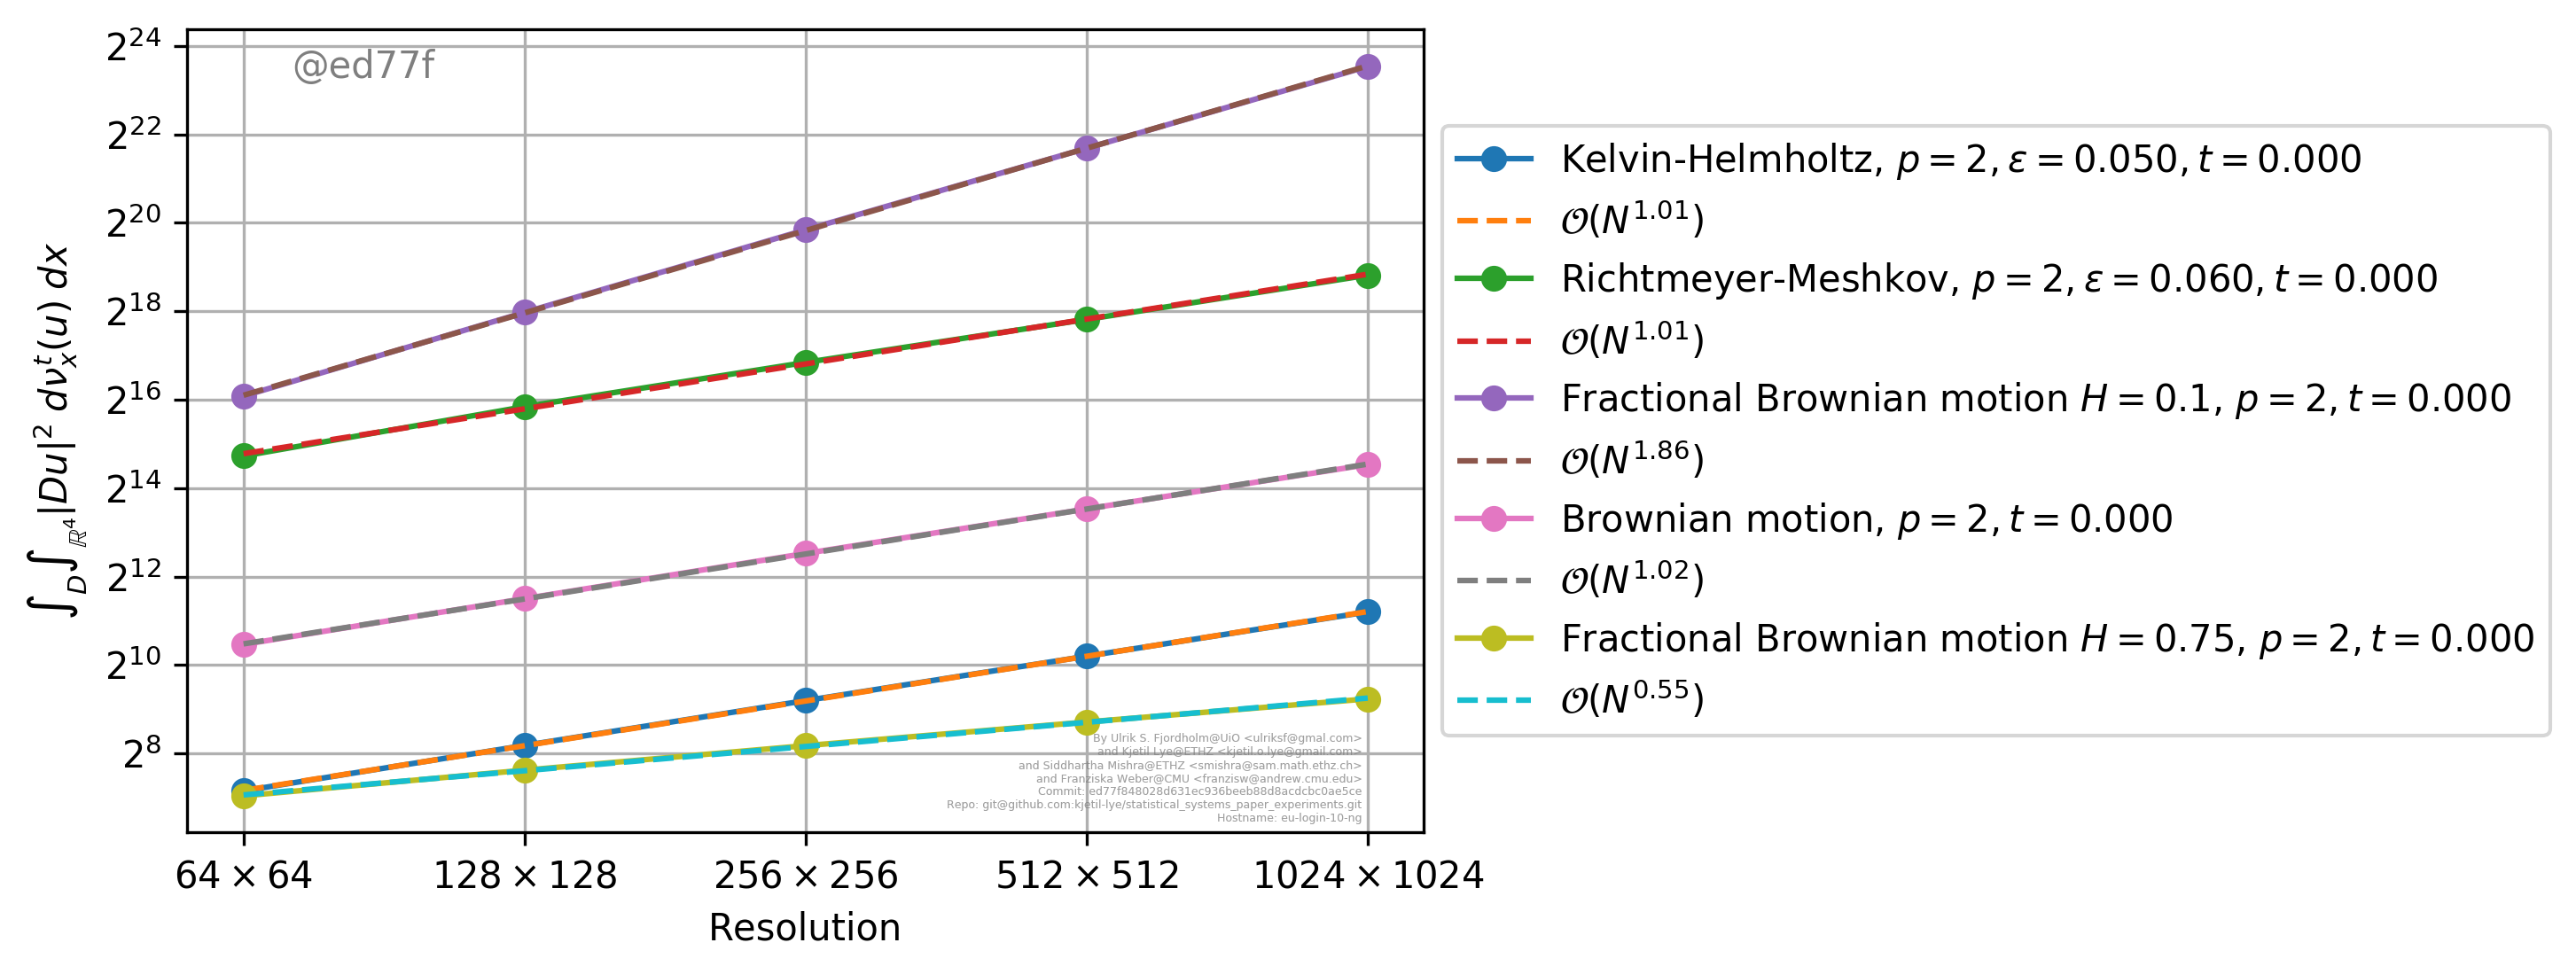 @ed77f
2^24
2^22
2^20
2^18
2^16
2^14
2^12
2^10
2^8
∫_D ∫_{ℝ^4} |Du|^2 dν_x^t(u) dx
64 × 64
128 × 128
256 × 256
512 × 512
1024 × 1024
Resolution
By Ulrik S. Fjordholm@UiO <ulriksf@gmal.com>
and Kjetil Lye@ETHZ <kjetil.o.lye@gmail.com>
and Siddhartha Mishra@ETHZ <smishra@sam.math.ethz.ch>
and Franziska Weber@CMU <franzisw@andrew.cmu.edu>
Commit: ed77f848028d631ec936beeb88d8acdcbc0ae5ce
Repo: git@github.com:kjetil-lye/statistical_systems_paper_experiments.git
Hostname: eu-login-10-ng
Kelvin-Helmholtz, p = 2, ε = 0.050, t = 0.000
𝒪(N^1.01)
Richtmeyer-Meshkov, p = 2, ε = 0.060, t = 0.000
𝒪(N^1.01)
Fractional Brownian motion H = 0.1, p = 2, t = 0.000
𝒪(N^1.86)
Brownian motion, p = 2, t = 0.000
𝒪(N^1.02)
Fractional Brownian motion H = 0.75, p = 2, t = 0.000
𝒪(N^0.55)